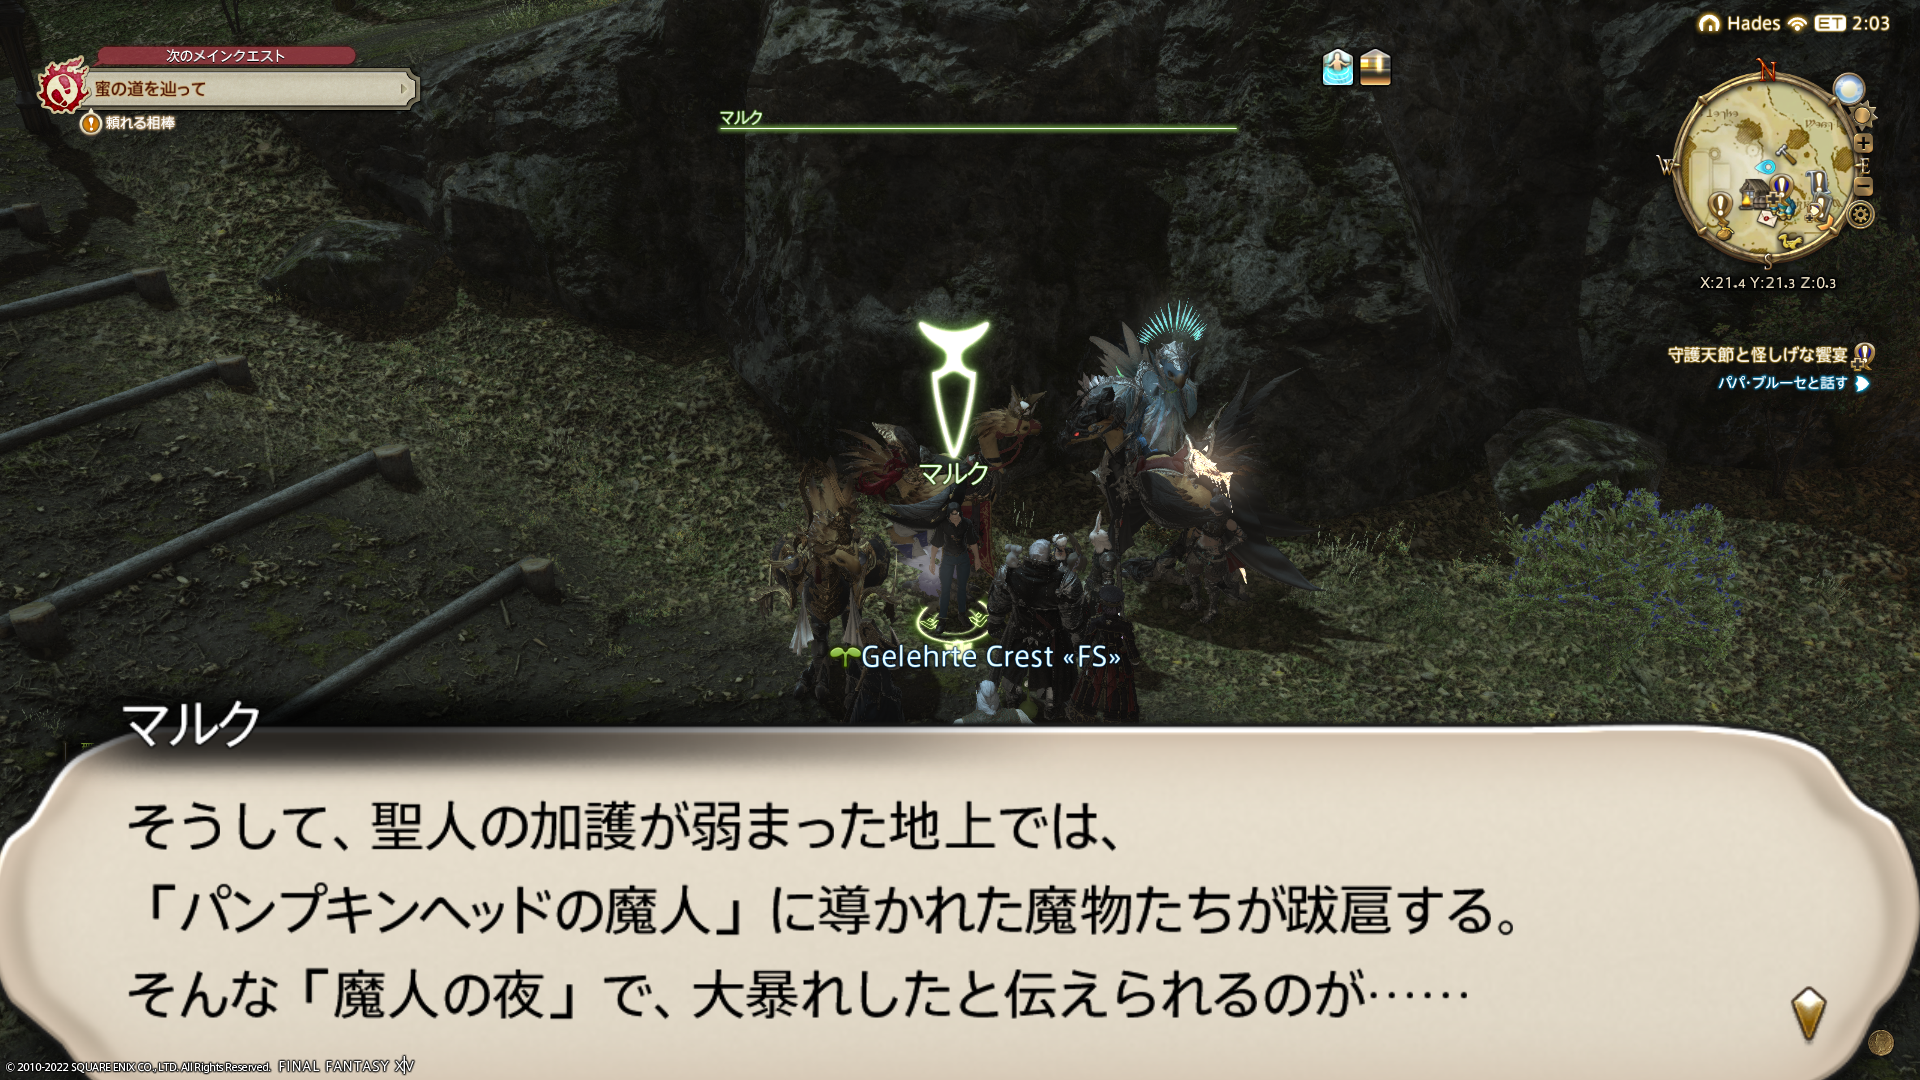 Hades ET 2:03
次のメインクエスト
蜜の道を辿って
頼れる相棒
マルク
N
W
E
S
X:21.4 Y:21.3 Z:0.3
守護天節と怪しげな饗宴
パパ・ブルーセと話す
マルク
Gelehrte Crest «FS»
マルク
そうして、聖人の加護が弱まった地上では、
「パンプキンヘッドの魔人」に導かれた魔物たちが跋扈する。
そんな「魔人の夜」で、大暴れしたと伝えられるのが……
© 2010-2022 SQUARE ENIX CO., LTD. All Rights Reserved. FINAL FANTASY XIV